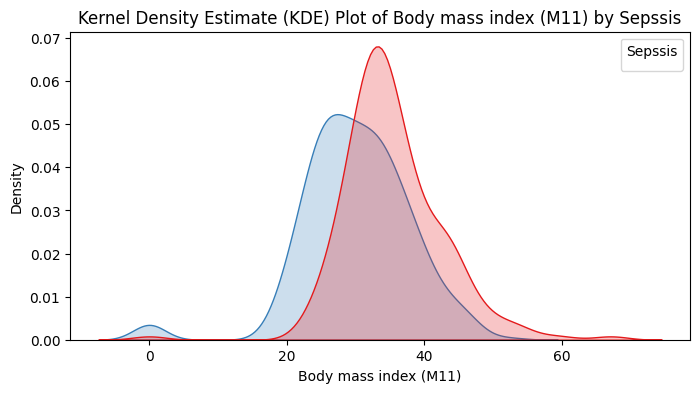 Kernel Density Estimate (KDE) Plot of Body mass index (M11) by Sepssis
Sepssis
0.07
0.06
0.05
0.04
0.03
0.02
0.01
0.00
Density
0 20 40 60
Body mass index (M11)